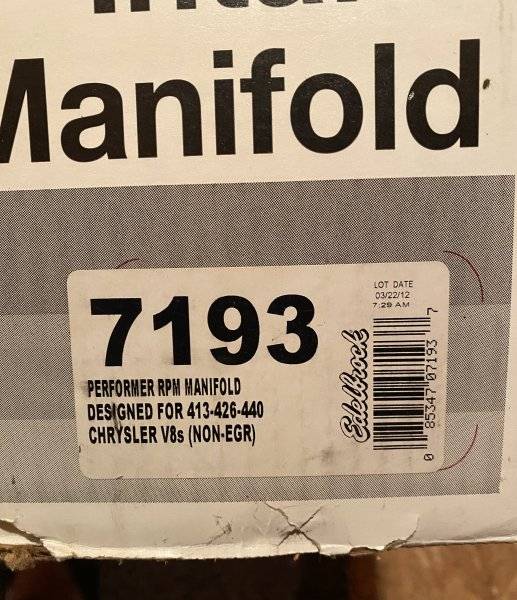 Manifold
7193
PERFORMER RPM MANIFOLD
DESIGNED FOR 413-426-440
CHRYSLER V8s (NON-EGR)
LOT DATE
03/22/12
7:29 AM
Edelbrock
0 85347 07193 7